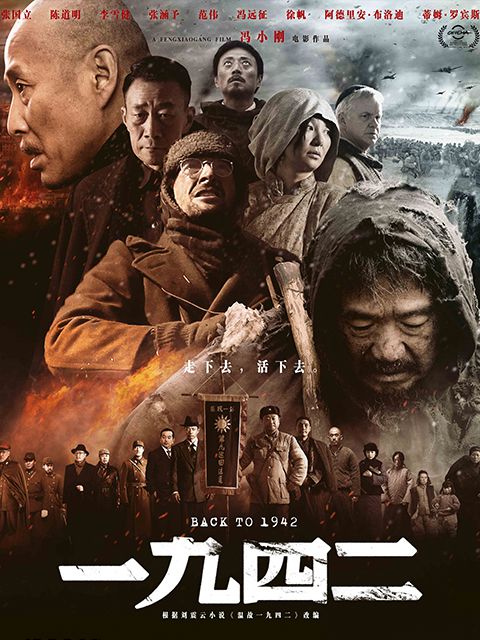 张国立 陈道明 李雪健 张涵予 范伟 冯远征 徐帆 阿德里安·布洛迪 蒂姆·罗宾斯
A FENGXIAOGANG FILM 冯小刚 电影作品
走下去，活下去。
BACK TO 1942
一九四二
根据刘震云小说《温故一九四二》改编